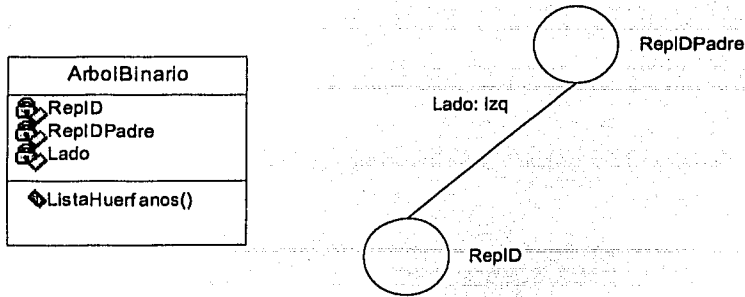 ArbolBinario
RepID
RepIDPadre
Lado
ListaHuerfanos()
RepIDPadre
Lado: Izq
RepID